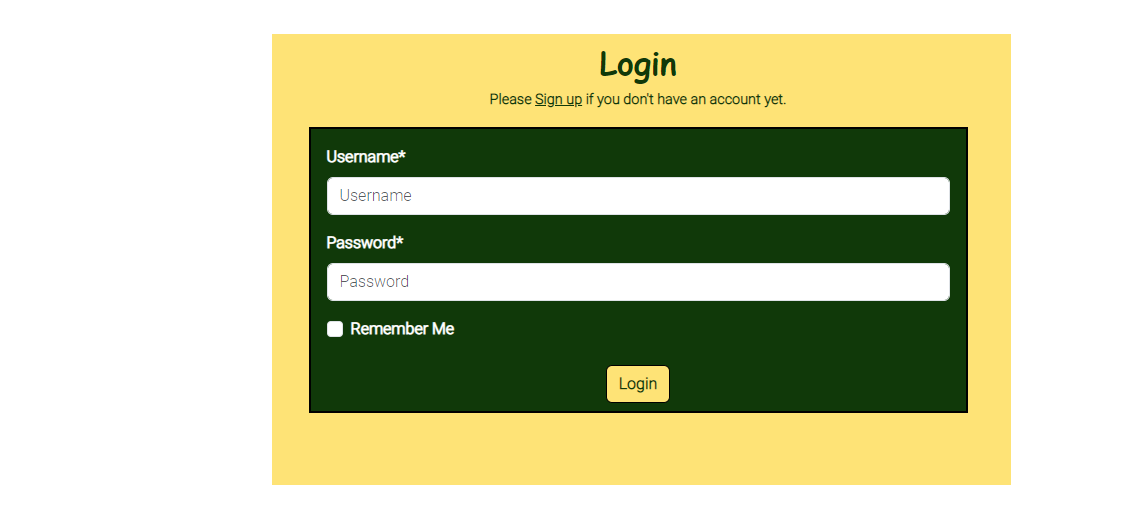 Login
Please Sign up if you don't have an account yet.
Username*
Username
Password*
Password
Remember Me
Login